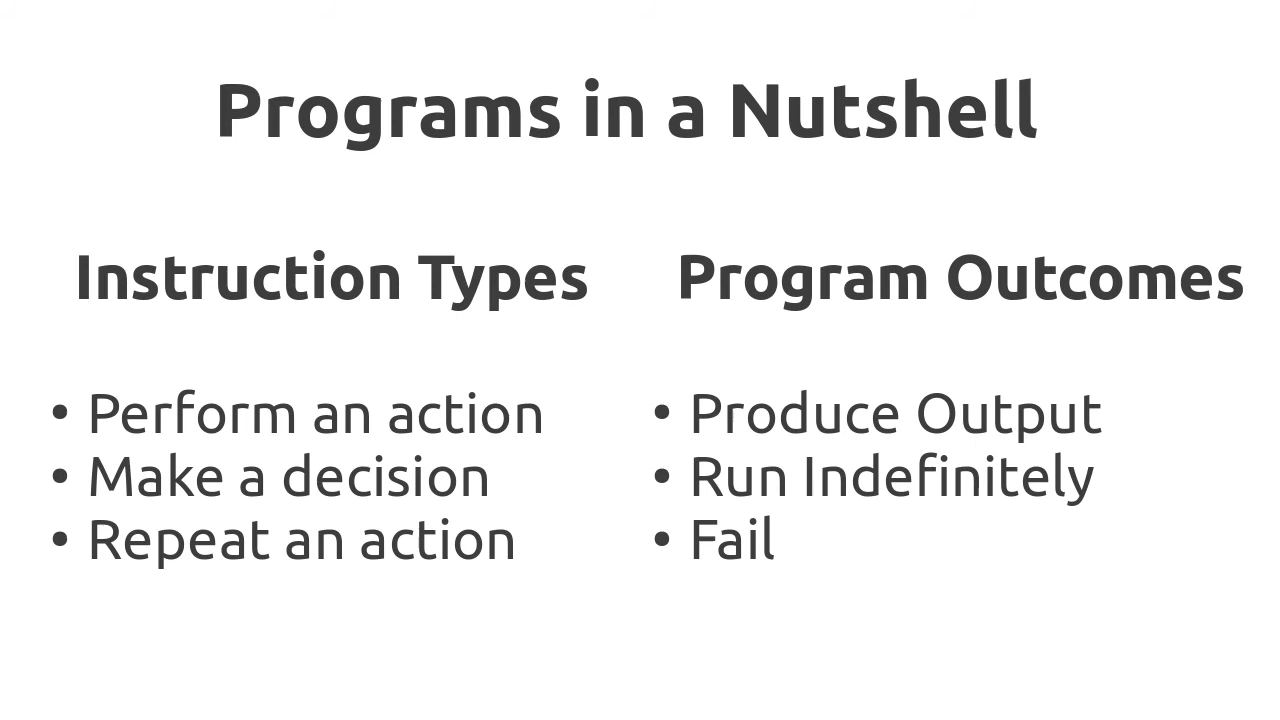 Programs in a Nutshell
Instruction Types
• Perform an action
• Make a decision
• Repeat an action
Program Outcomes
• Produce Output
• Run Indefinitely
• Fail